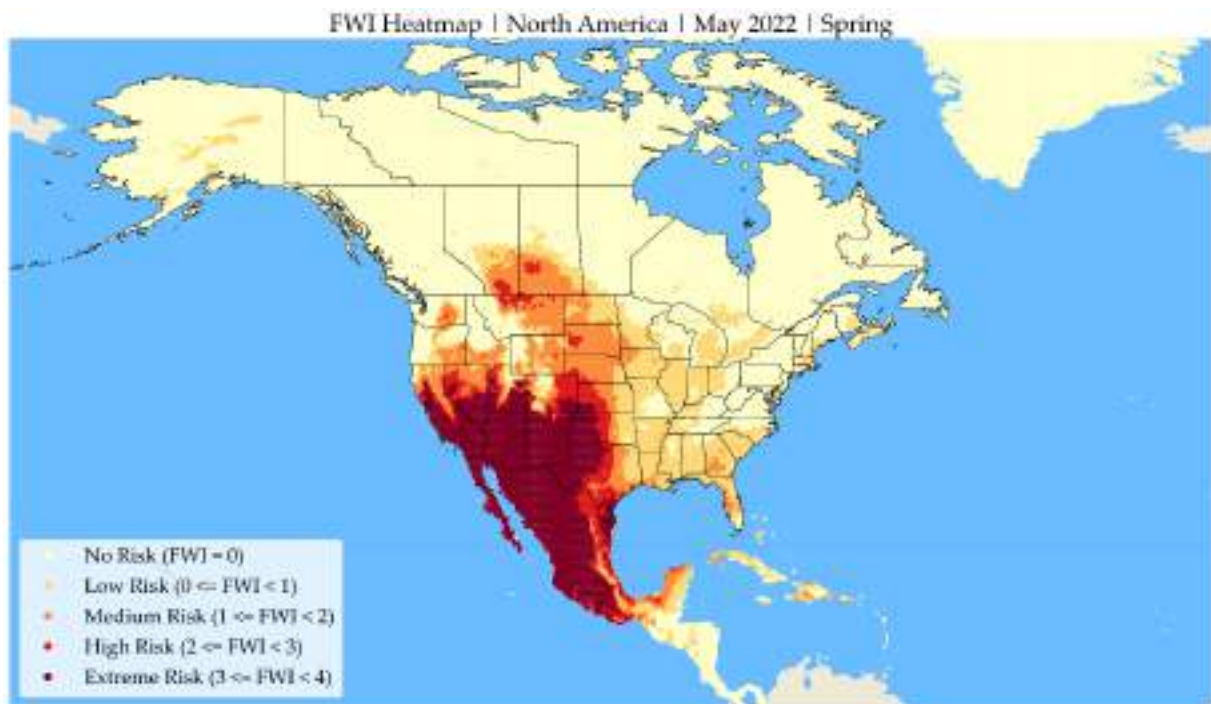 FWI Heatmap | North America | May 2022 | Spring
No Risk (FWI = 0)
Low Risk (0 <= FWI < 1)
Medium Risk (1 <= FWI < 2)
High Risk (2 <= FWI < 3)
Extreme Risk (3 <= FWI < 4)